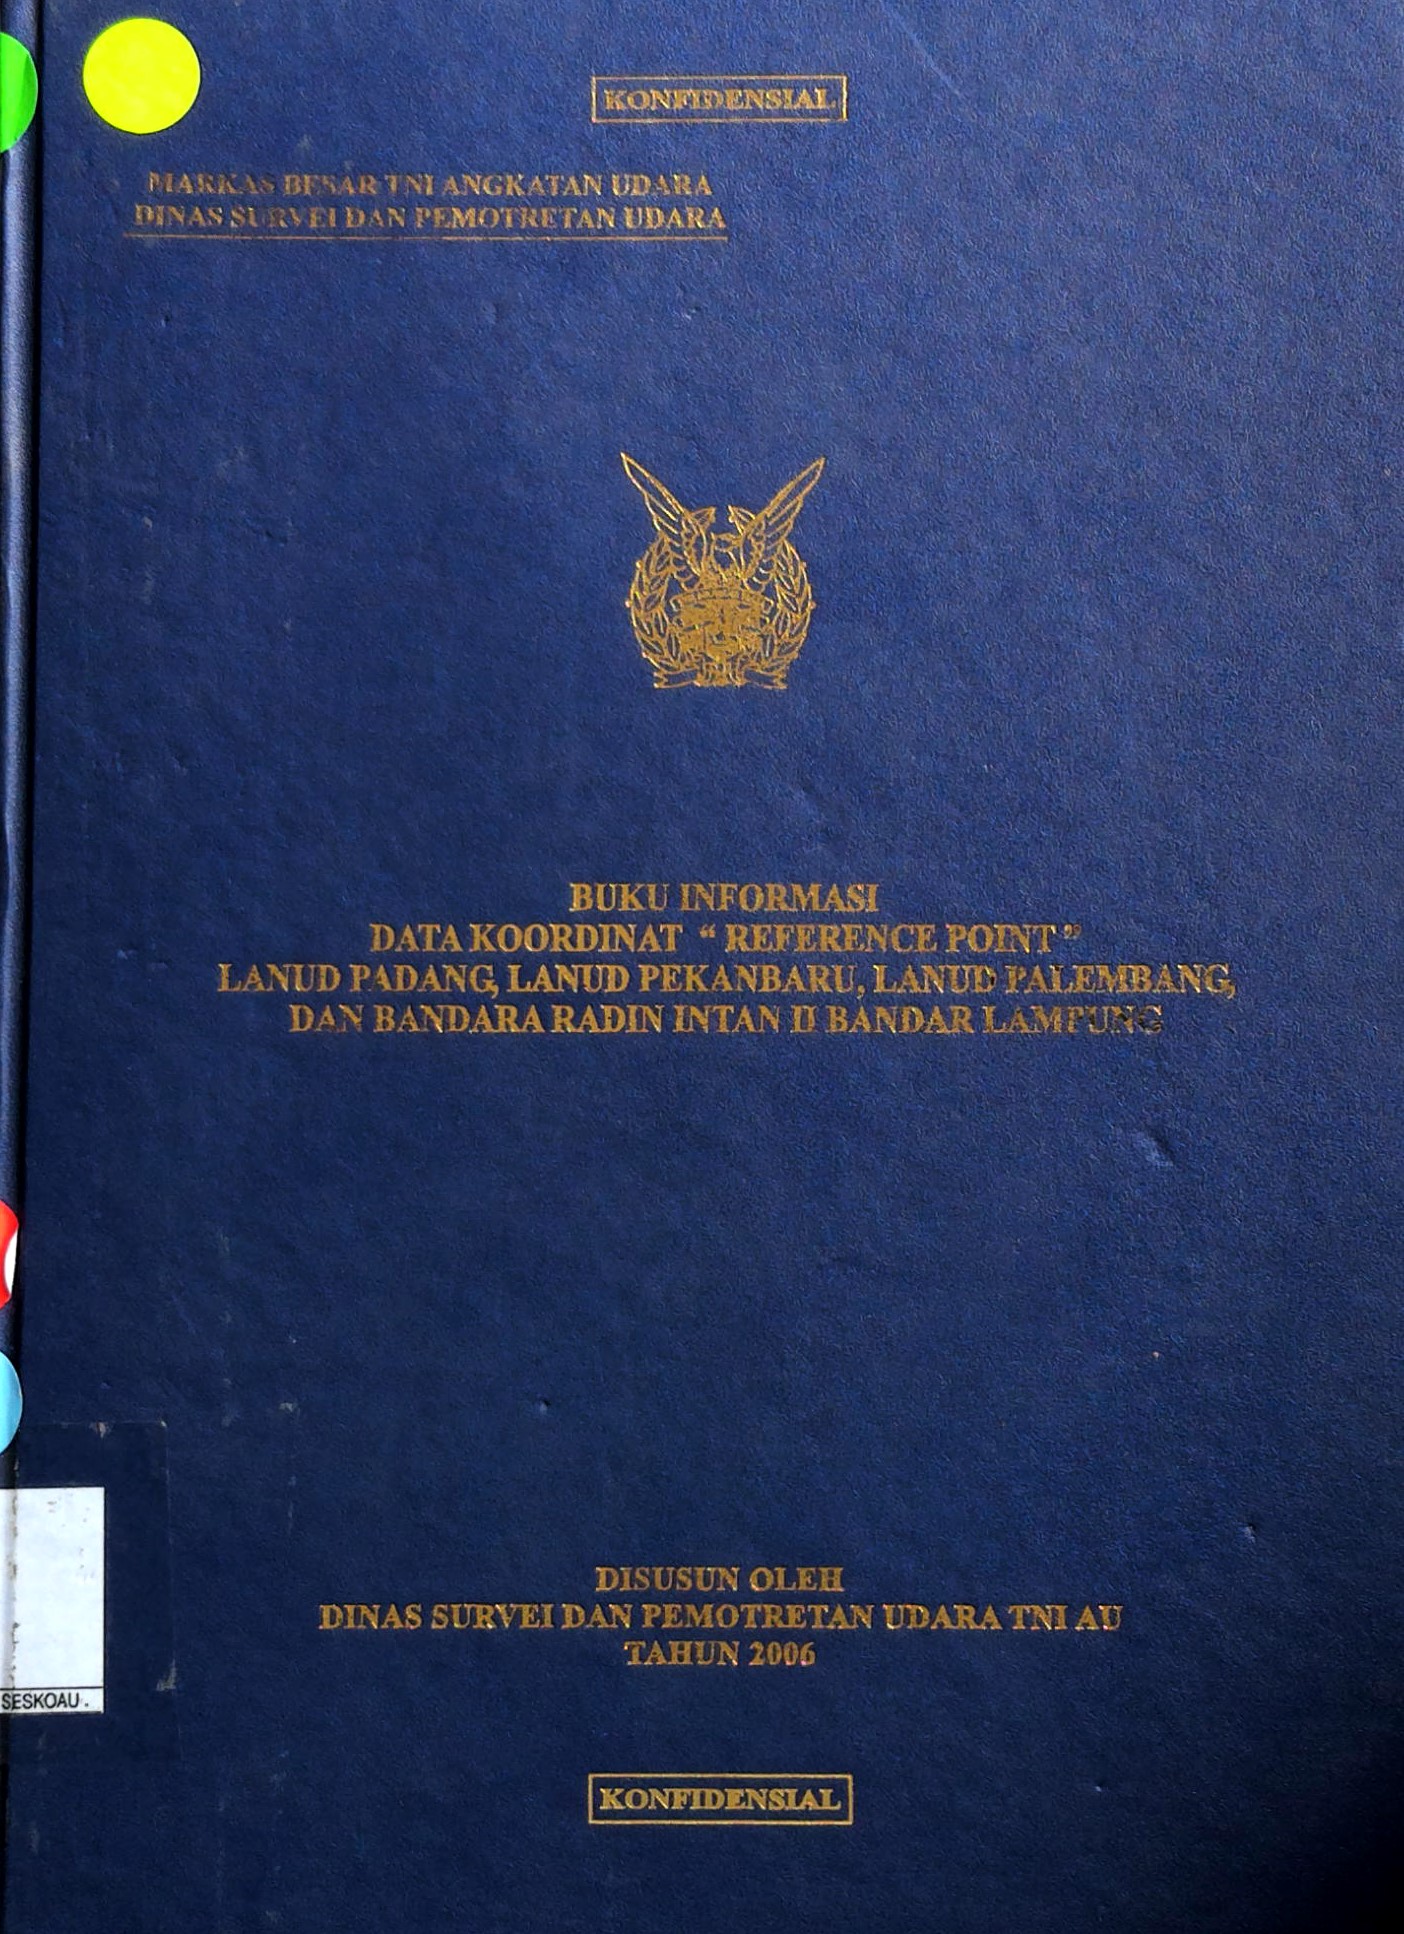 KONFIDENSIAL
MARKAS BESAR TNI ANGKATAN UDARA
DINAS SURVEI DAN PEMOTRETAN UDARA
BUKU INFORMASI
DATA KOORDINAT “ REFERENCE POINT ”
LANUD PADANG, LANUD PEKANBARU, LANUD PALEMBANG,
DAN BANDARA RADIN INTAN II BANDAR LAMPUNG
DISUSUN OLEH
DINAS SURVEI DAN PEMOTRETAN UDARA TNI AU
TAHUN 2006
SESKOAU.
KONFIDENSIAL